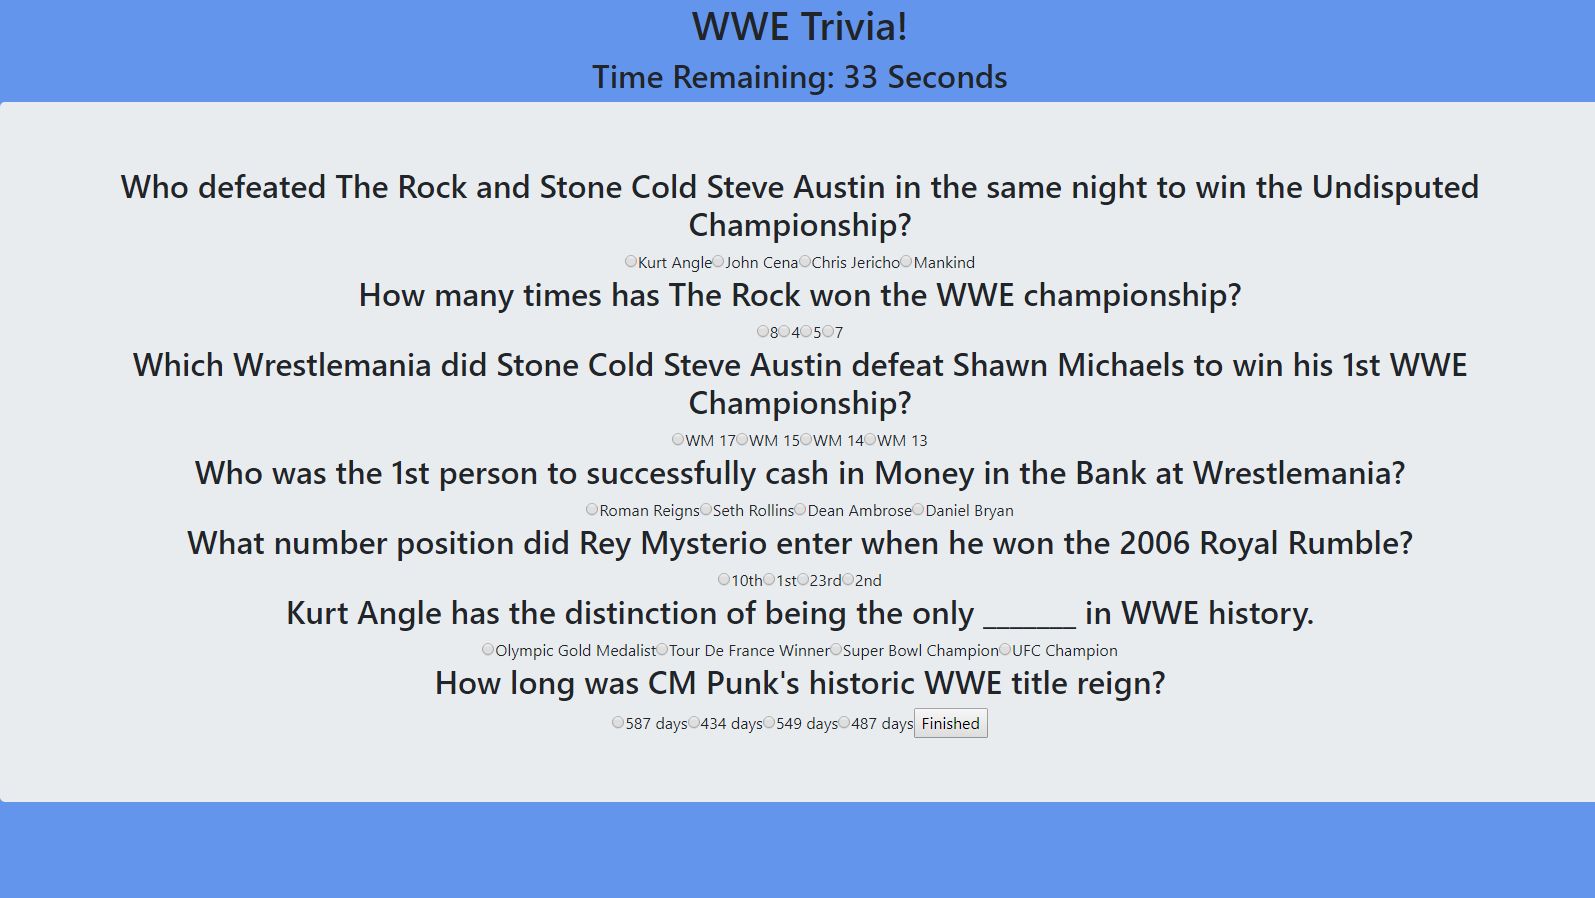 WWE Trivia!
Time Remaining: 33 Seconds
Who defeated The Rock and Stone Cold Steve Austin in the same night to win the Undisputed
Championship?
Kurt Angle John Cena Chris Jericho Mankind
How many times has The Rock won the WWE championship?
8 4 5 7
Which Wrestlemania did Stone Cold Steve Austin defeat Shawn Michaels to win his 1st WWE
Championship?
WM 17 WM 15 WM 14 WM 13
Who was the 1st person to successfully cash in Money in the Bank at Wrestlemania?
Roman Reigns Seth Rollins Dean Ambrose Daniel Bryan
What number position did Rey Mysterio enter when he won the 2006 Royal Rumble?
10th 1st 23rd 2nd
Kurt Angle has the distinction of being the only _______ in WWE history.
Olympic Gold Medalist Tour De France Winner Super Bowl Champion UFC Champion
How long was CM Punk's historic WWE title reign?
587 days 434 days 549 days 487 days Finished